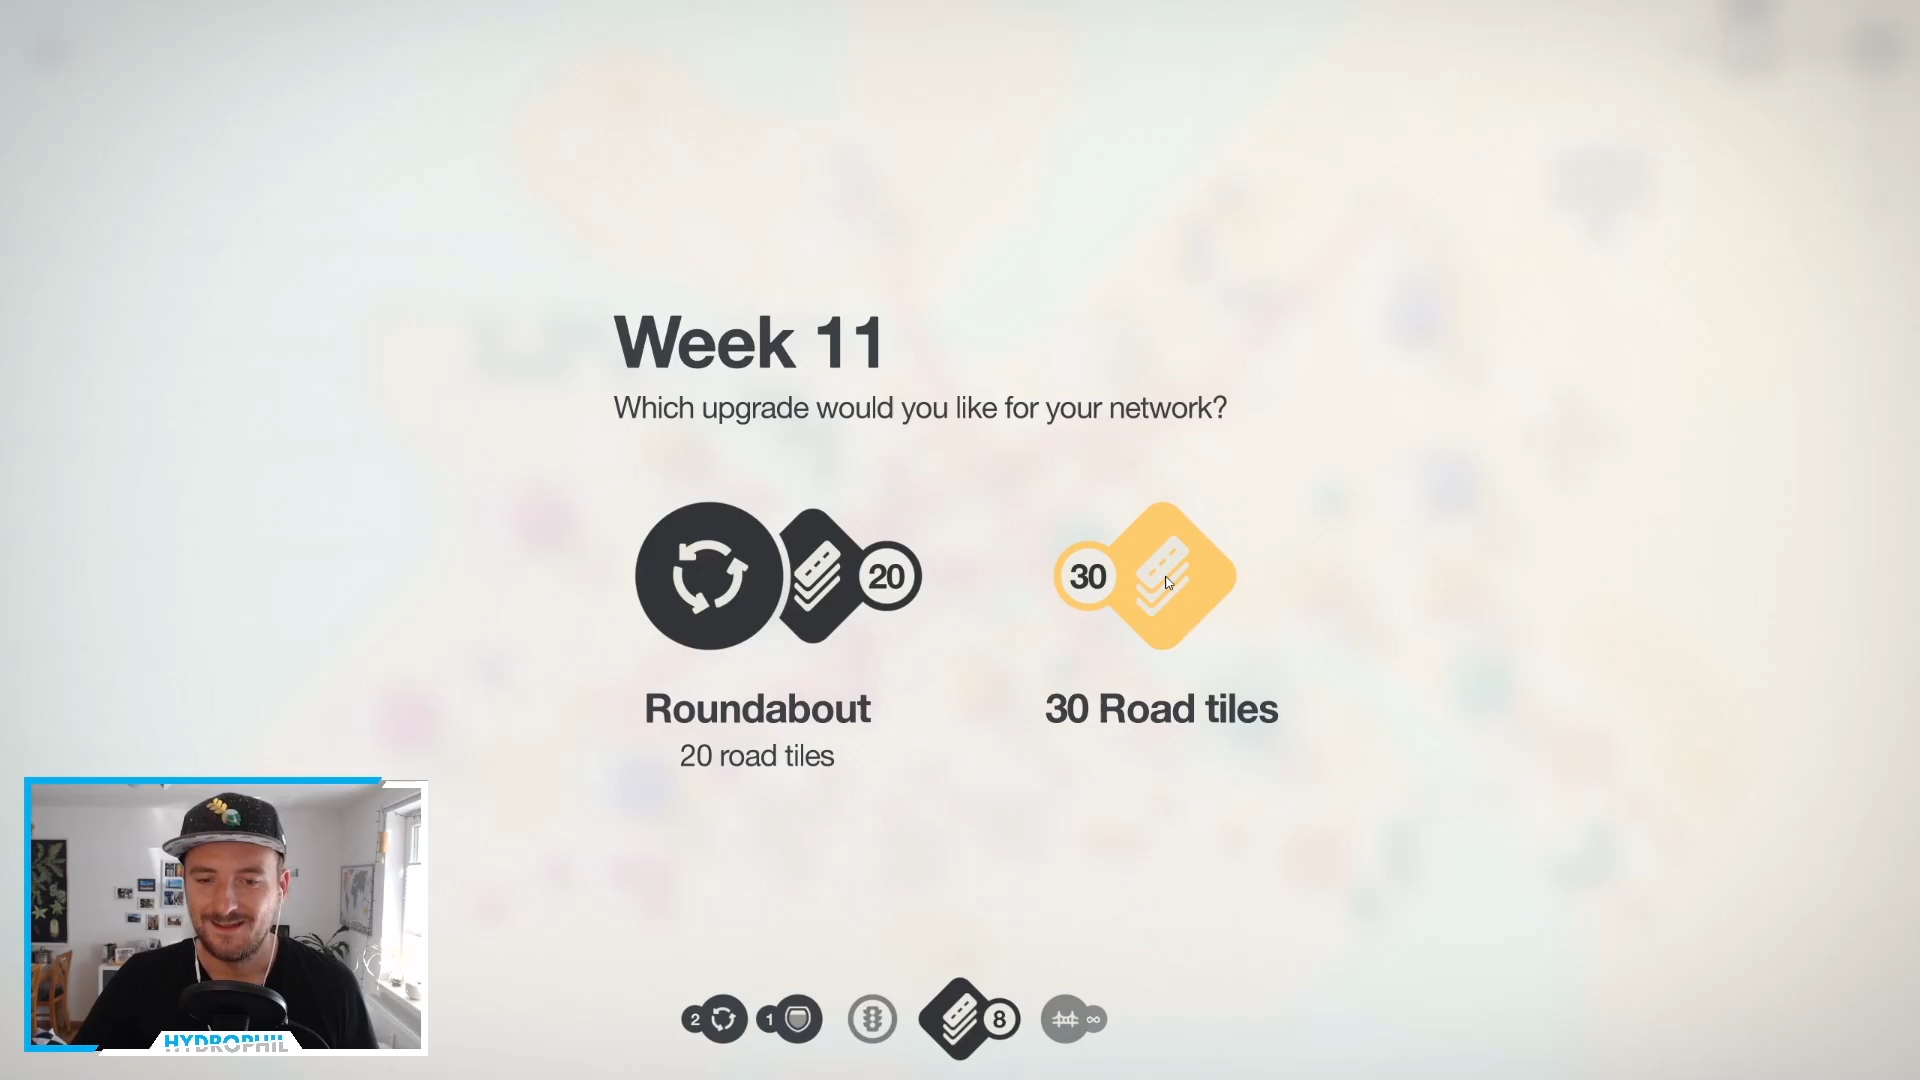 Week 11
Which upgrade would you like for your network?
20
30
Roundabout
20 road tiles
30 Road tiles
HYDROPHIL
2
1
8
∞